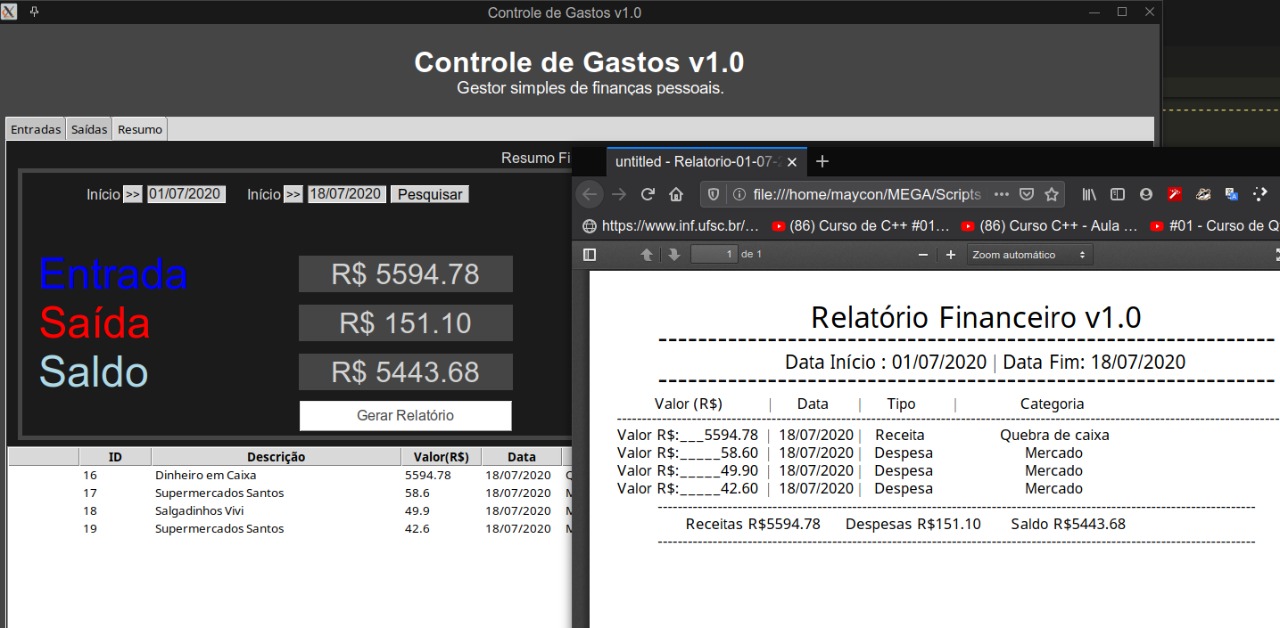 Controle de Gastos v1.0
Controle de Gastos v1.0
Gestor simples de finanças pessoais.
Entradas Saídas Resumo
Resumo Fi
Início >> 01/07/2020 Início >> 18/07/2020 Pesquisar
Entrada R$ 5594.78
Saída R$ 151.10
Saldo R$ 5443.68
Gerar Relatório
ID Descrição Valor(R$) Data
16 Dinheiro em Caixa 5594.78 18/07/2020
17 Supermercados Santos 58.6 18/07/2020
18 Salgadinhos Vivi 49.9 18/07/2020
19 Supermercados Santos 42.6 18/07/2020
untitled - Relatorio-01-07-
file:///home/maycon/MEGA/Scripts
https://www.inf.ufsc.br/... (86) Curso de C++ #01... (86) Curso C++ - Aula ... #01 - Curso de Q
1 de 1 Zoom automático
Relatório Financeiro v1.0
Data Início : 01/07/2020 | Data Fim: 18/07/2020
Valor (R$) | Data | Tipo | Categoria
Valor R$:___5594.78 | 18/07/2020 | Receita Quebra de caixa
Valor R$:_____58.60 | 18/07/2020 | Despesa Mercado
Valor R$:_____49.90 | 18/07/2020 | Despesa Mercado
Valor R$:_____42.60 | 18/07/2020 | Despesa Mercado
Receitas R$5594.78 Despesas R$151.10 Saldo R$5443.68